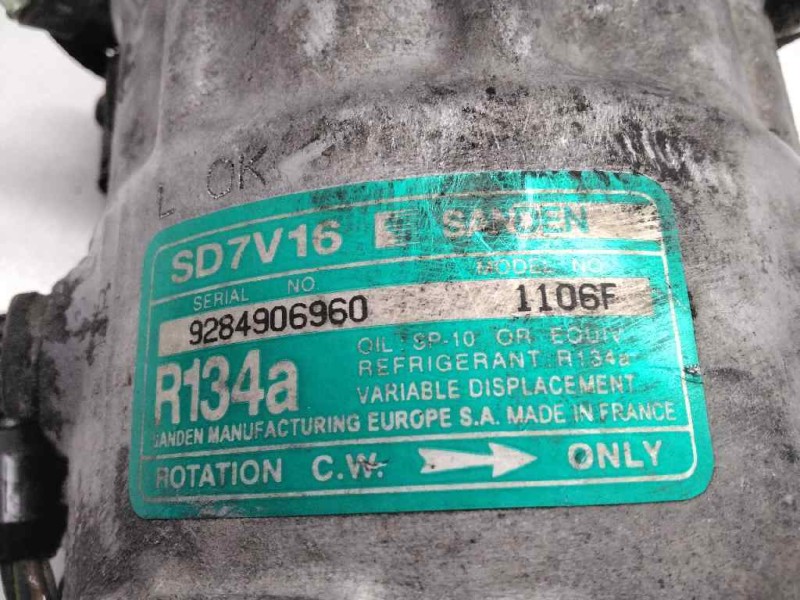 L OK
SD7V16 SANDEN
SERIAL NO. MODEL NO.
9284906960 1106F
R134a
OIL : SP-10 OR EQUIV.
REFRIGERANT R134a
VARIABLE DISPLACEMENT
SANDEN MANUFACTURING EUROPE S.A. MADE IN FRANCE
ROTATION C.W. ONLY